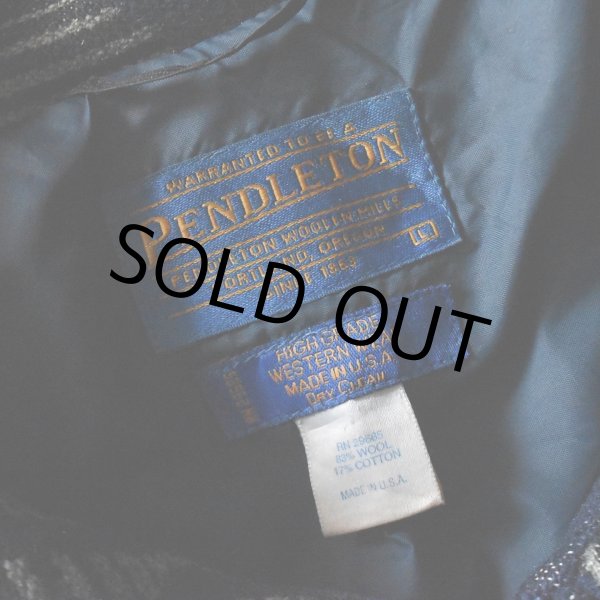 WARRANTED TO BE A
PENDLETON
PENDLETON WOOLEN MILLS
PORTLAND, OREGON
SINCE 1863
L
SOLD OUT
HIGH GRADE
WESTERN WEAR
MADE IN U.S.A.
DRY CLEAN
RN 29685
83% WOOL
17% COTTON
MADE IN U.S.A.